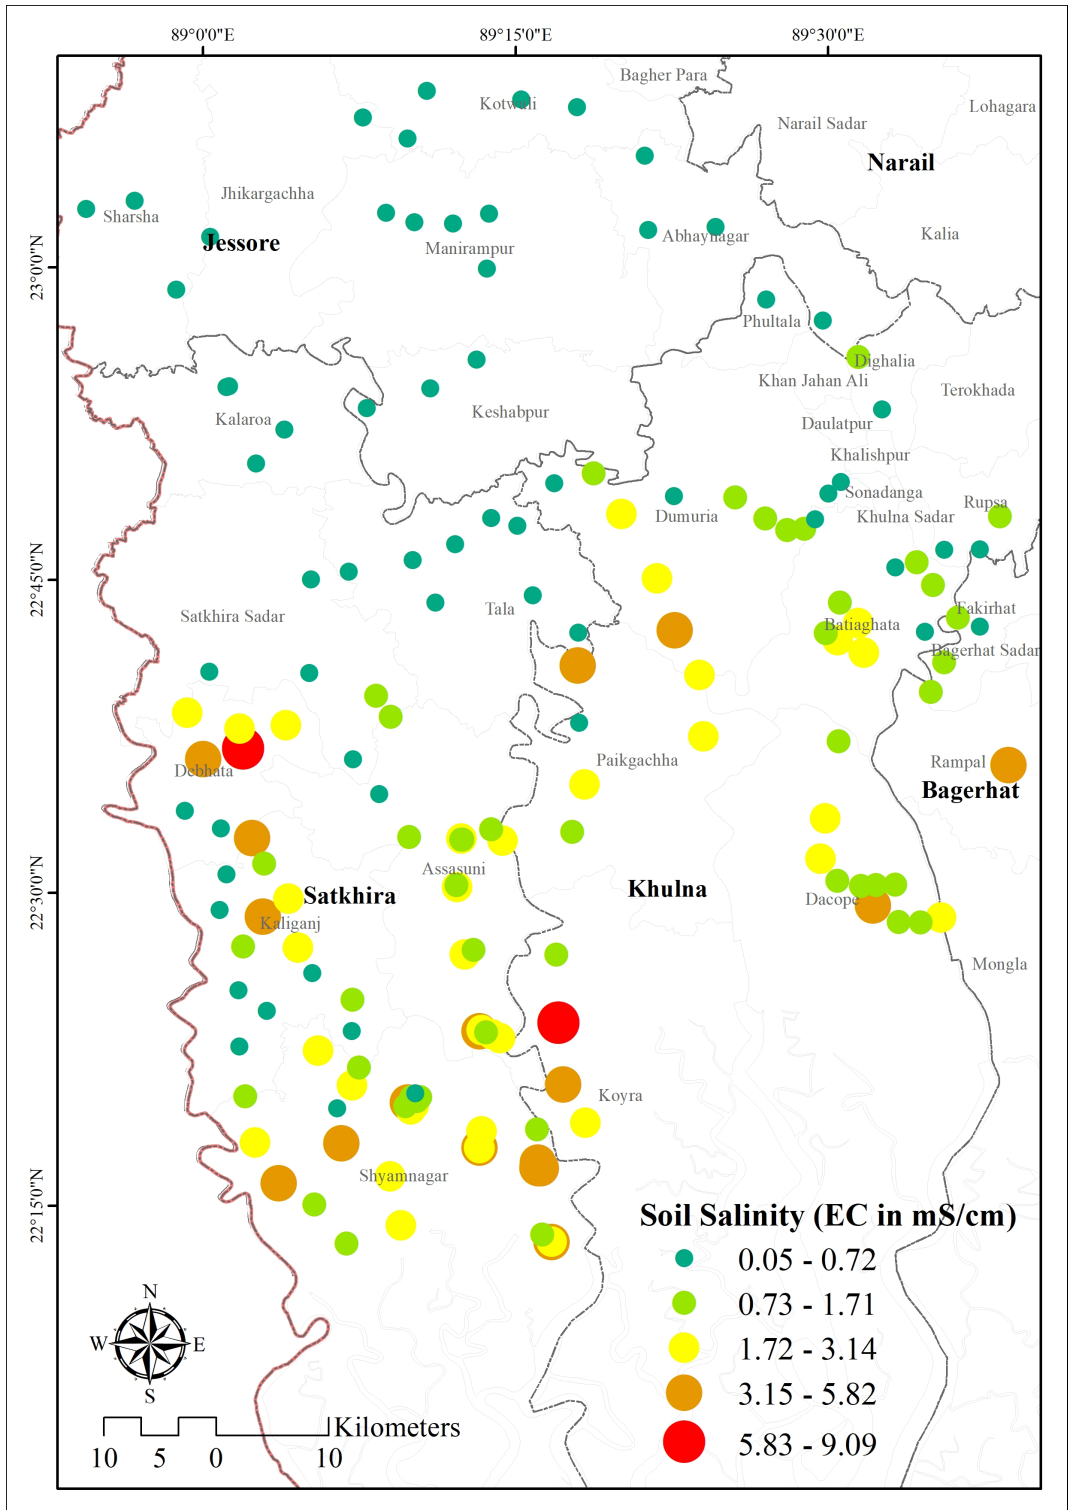 89°0'0"E
89°15'0"E
89°30'0"E
Bagher Para
Kotwali
Lohagara
Narail Sadar
Narail
Jhikargachha
Sharsha
Kalia
Abhaynagar
Jessore
Manirampur
23°0'0"N
Phultala
Dighalia
Khan Jahan Ali
Terokhada
Keshabpur
Kalaroa
Daulatpur
Khalishpur
Sonadanga
Rupsa
Dumuria
Khulna Sadar
22°45'0"N
Tala
Fakirhat
Satkhira Sadar
Batiaghata
Bagerhat Sadar
Paikgachha
Rampal
Debhata
Bagerhat
Assasuni
22°30'0"N
Khulna
Satkhira
Dacope
Kaliganj
Mongla
Koyra
Shyamnagar
22°15'0"N
Soil Salinity (EC in mS/cm)
0.05 - 0.72
0.73 - 1.71
1.72 - 3.14
3.15 - 5.82
5.83 - 9.09
N
W
E
S
Kilometers
10 5 0 10